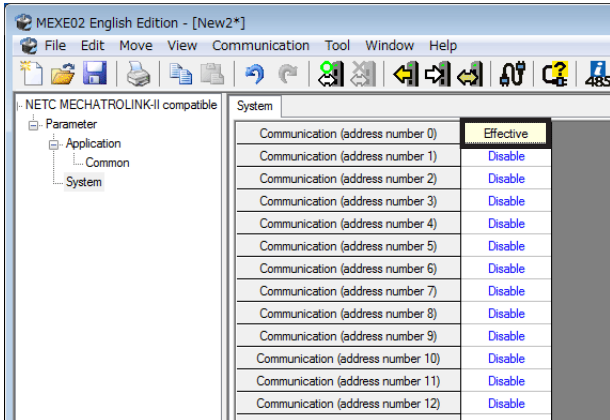 MEXE02 English Edition - [New2*]
File Edit Move View Communication Tool Window Help
485
NETC MECHATROLINK-II compatible
Parameter
Application
Common
System
System
Communication (address number 0) Effective
Communication (address number 1) Disable
Communication (address number 2) Disable
Communication (address number 3) Disable
Communication (address number 4) Disable
Communication (address number 5) Disable
Communication (address number 6) Disable
Communication (address number 7) Disable
Communication (address number 8) Disable
Communication (address number 9) Disable
Communication (address number 10) Disable
Communication (address number 11) Disable
Communication (address number 12) Disable